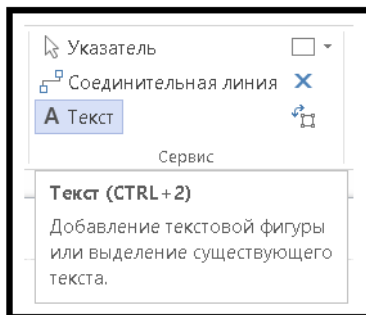 Указатель
Соединительная линия
A Текст
Сервис
Текст (CTRL+2)
Добавление текстовой фигуры
или выделение существующего
текста.